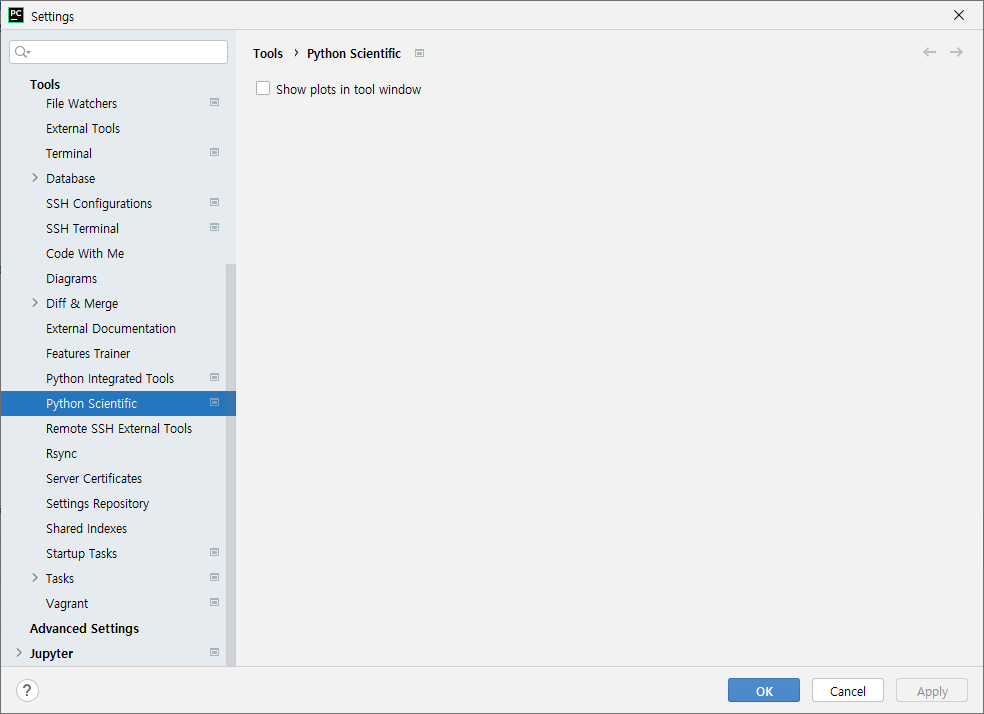 PC
Settings
Tools › Python Scientific
Show plots in tool window
Tools
File Watchers
External Tools
Terminal
Database
SSH Configurations
SSH Terminal
Code With Me
Diagrams
Diff & Merge
External Documentation
Features Trainer
Python Integrated Tools
Python Scientific
Remote SSH External Tools
Rsync
Server Certificates
Settings Repository
Shared Indexes
Startup Tasks
Tasks
Vagrant
Advanced Settings
Jupyter
?
OK Cancel Apply